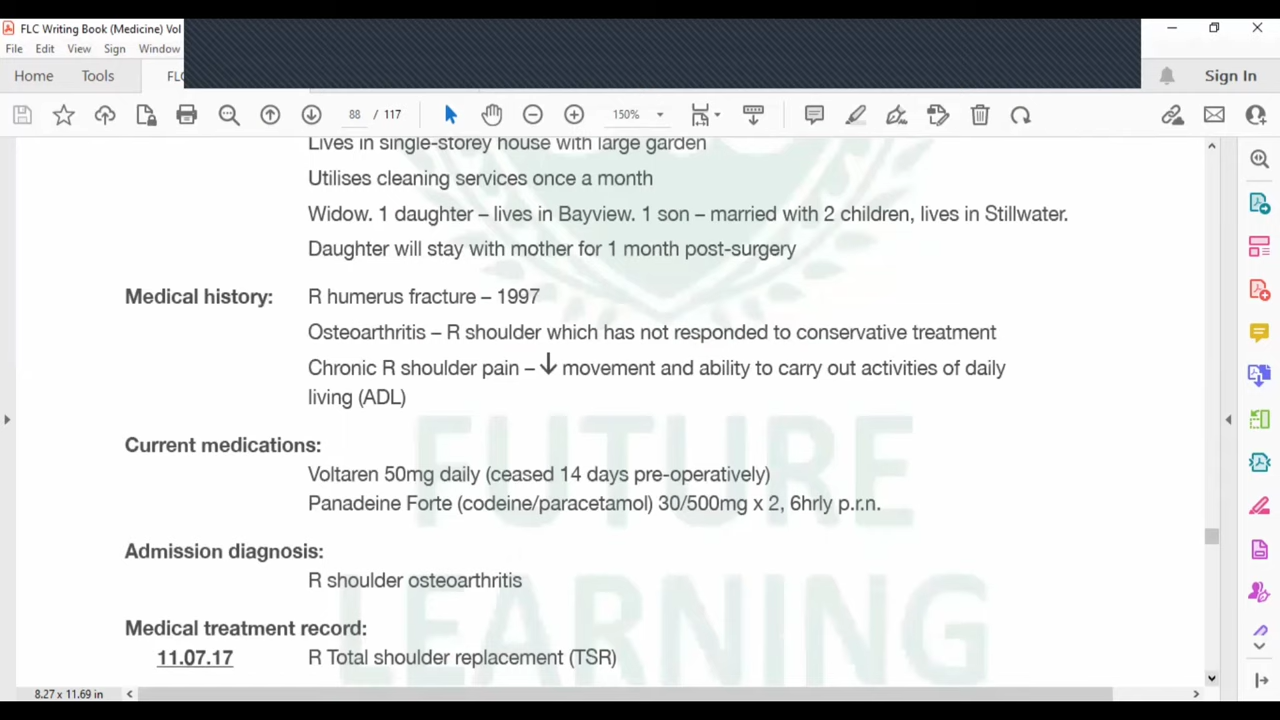 FLC Writing Book (Medicine) Vol
File Edit View Sign Window
Home Tools FLC Sign In
88 / 117 150%
Lives in single-storey house with large garden
Utilises cleaning services once a month
Widow. 1 daughter – lives in Bayview. 1 son – married with 2 children, lives in Stillwater.
Daughter will stay with mother for 1 month post-surgery
Medical history: R humerus fracture – 1997
Osteoarthritis – R shoulder which has not responded to conservative treatment
Chronic R shoulder pain – ↓ movement and ability to carry out activities of daily
living (ADL)
Current medications:
Voltaren 50mg daily (ceased 14 days pre-operatively)
Panadeine Forte (codeine/paracetamol) 30/500mg x 2, 6hrly p.r.n.
FUTURE
Admission diagnosis:
R shoulder osteoarthritis
Medical treatment record:
11.07.17 R Total shoulder replacement (TSR)
LEARNING
8.27 x 11.69 in